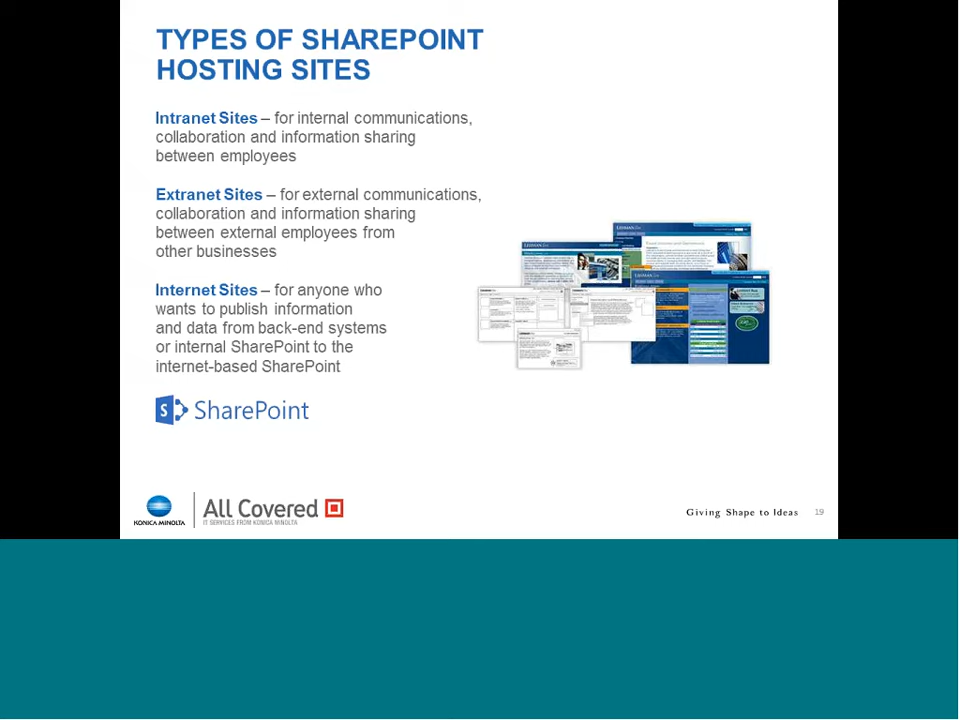 TYPES OF SHAREPOINT
HOSTING SITES
Intranet Sites – for internal communications,
collaboration and information sharing
between employees
Extranet Sites – for external communications,
collaboration and information sharing
between external employees from
other businesses
Internet Sites – for anyone who
wants to publish information
and data from back-end systems
or internal SharePoint to the
internet-based SharePoint
S SharePoint
KONICA MINOLTA
All Covered
IT SERVICES FROM KONICA MINOLTA
Giving Shape to Ideas 19